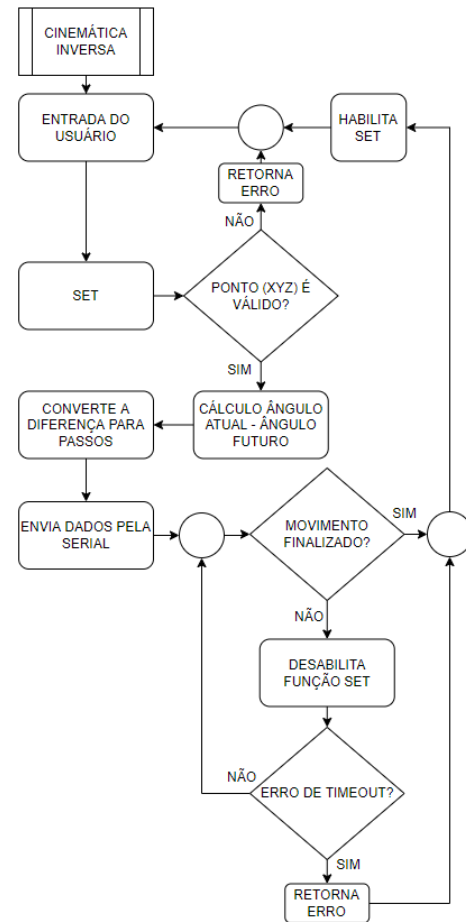 CINEMÁTICA
INVERSA
ENTRADA DO
USUÁRIO
HABILITA
SET
RETORNA
ERRO
NÃO
SET
PONTO (XYZ) É
VÁLIDO?
SIM
CONVERTE A
DIFERENÇA PARA
PASSOS
CÁLCULO ÂNGULO
ATUAL - ÂNGULO
FUTURO
ENVIA DADOS PELA
SERIAL
MOVIMENTO
FINALIZADO?
SIM
NÃO
DESABILITA
FUNÇÃO SET
NÃO
ERRO DE TIMEOUT?
SIM
RETORNA
ERRO